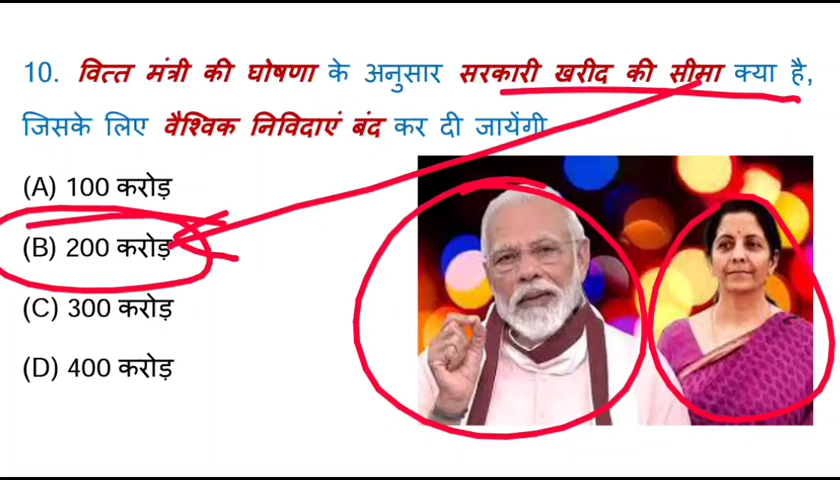 10. वित्त मंत्री की घोषणा के अनुसार सरकारी खरीद की सीमा क्या है,
जिसके लिए वैश्विक निविदाएं बंद कर दी जायेंगी
(A) 100 करोड़
(B) 200 करोड़
(C) 300 करोड़
(D) 400 करोड़